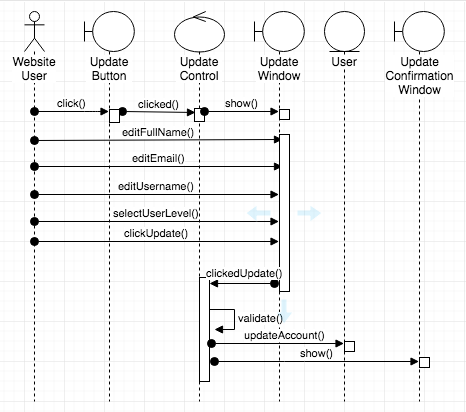 Website
User
Update
Button
Update
Control
Update
Window
User
Update
Confirmation
Window
click()
clicked()
show()
editFullName()
editEmail()
editUsername()
selectUserLevel()
clickUpdate()
clickedUpdate()
validate()
updateAccount()
show()